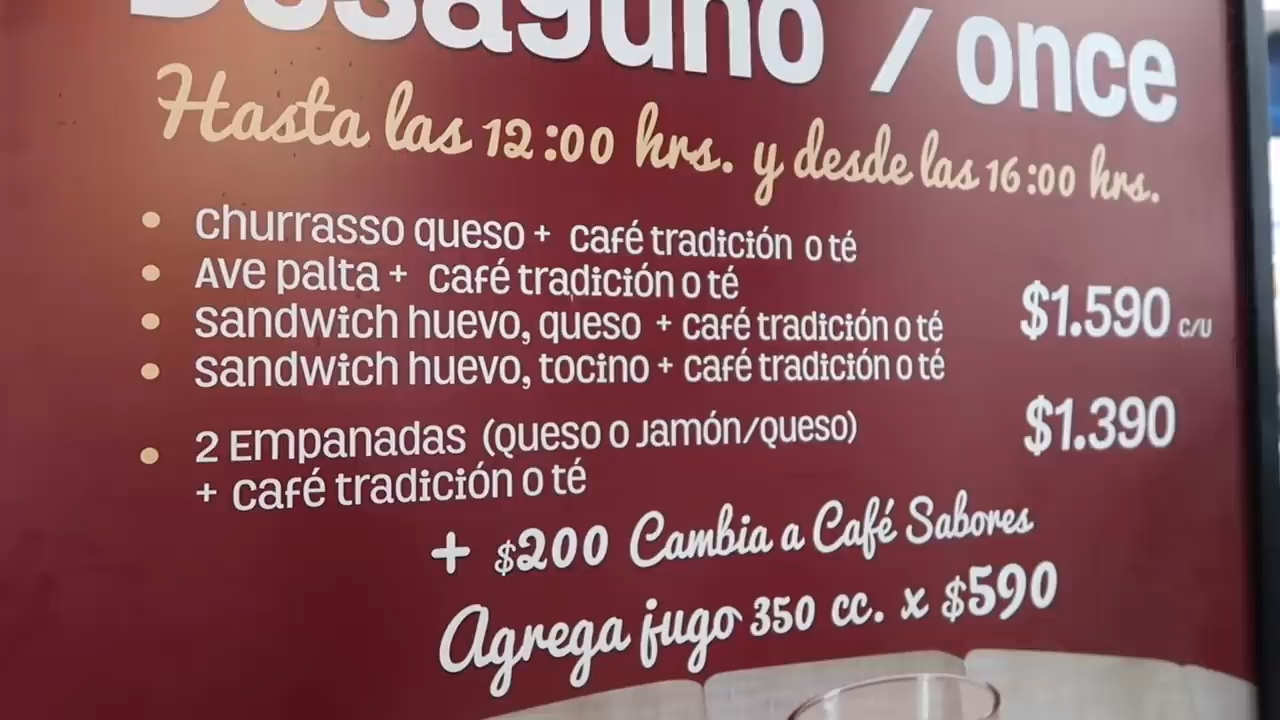 Desayuno / once
Hasta las 12:00 hrs. y desde las 16:00 hrs.
• churrasso queso + café tradición o té
• Ave palta + café tradición o té
• sandwich huevo, queso + café tradición o té
$1.590 c/u
• sandwich huevo, tocino + café tradición o té
• 2 Empanadas (queso o Jamón/queso)
$1.390
+ café tradición o té
+ $200 Cambia a Café Sabores
Agrega jugo 350 cc. x $590